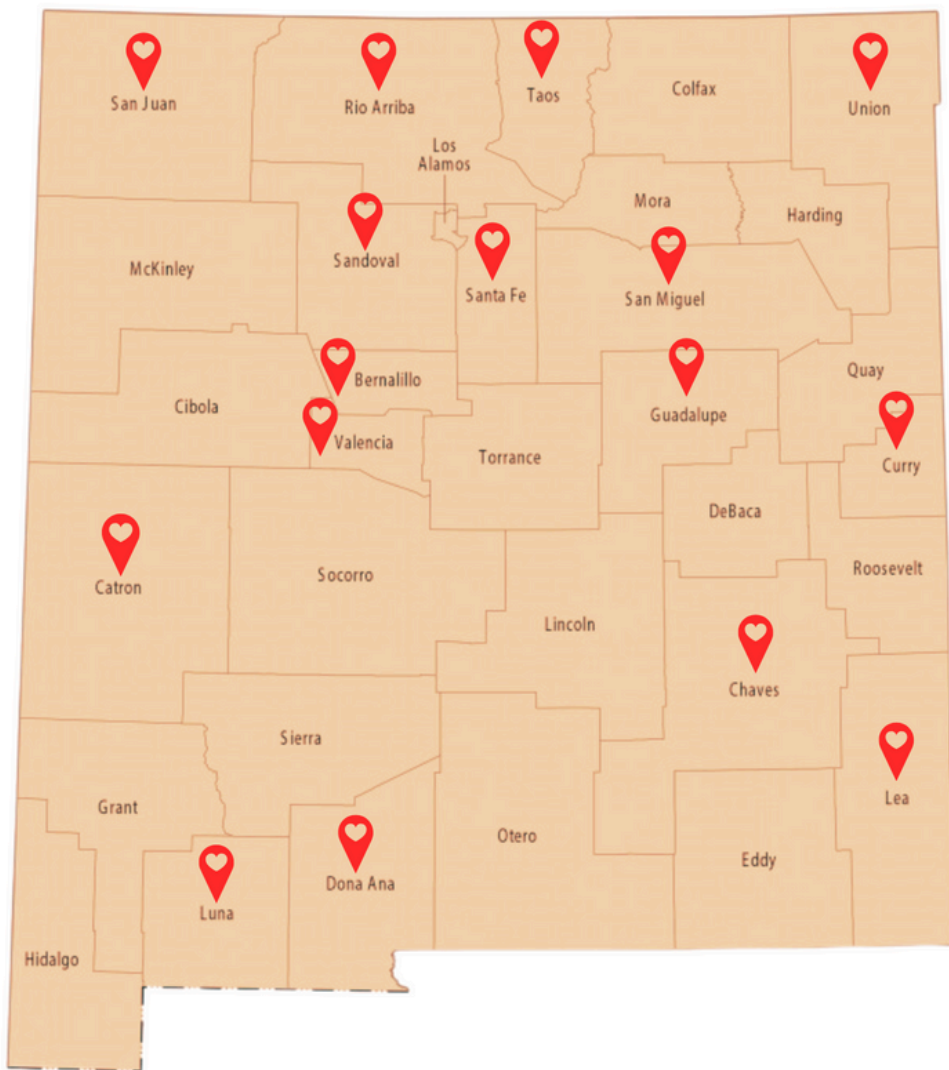 San Juan
Rio Arriba
Taos
Colfax
Union
Los
Alamos
Mora
Harding
McKinley
Sandoval
Santa Fe
San Miguel
Bernalillo
Quay
Cibola
Valencia
Torrance
Guadalupe
Curry
DeBaca
Catron
Socorro
Roosevelt
Lincoln
Chaves
Sierra
Grant
Lea
Otero
Eddy
Luna
Dona Ana
Hidalgo